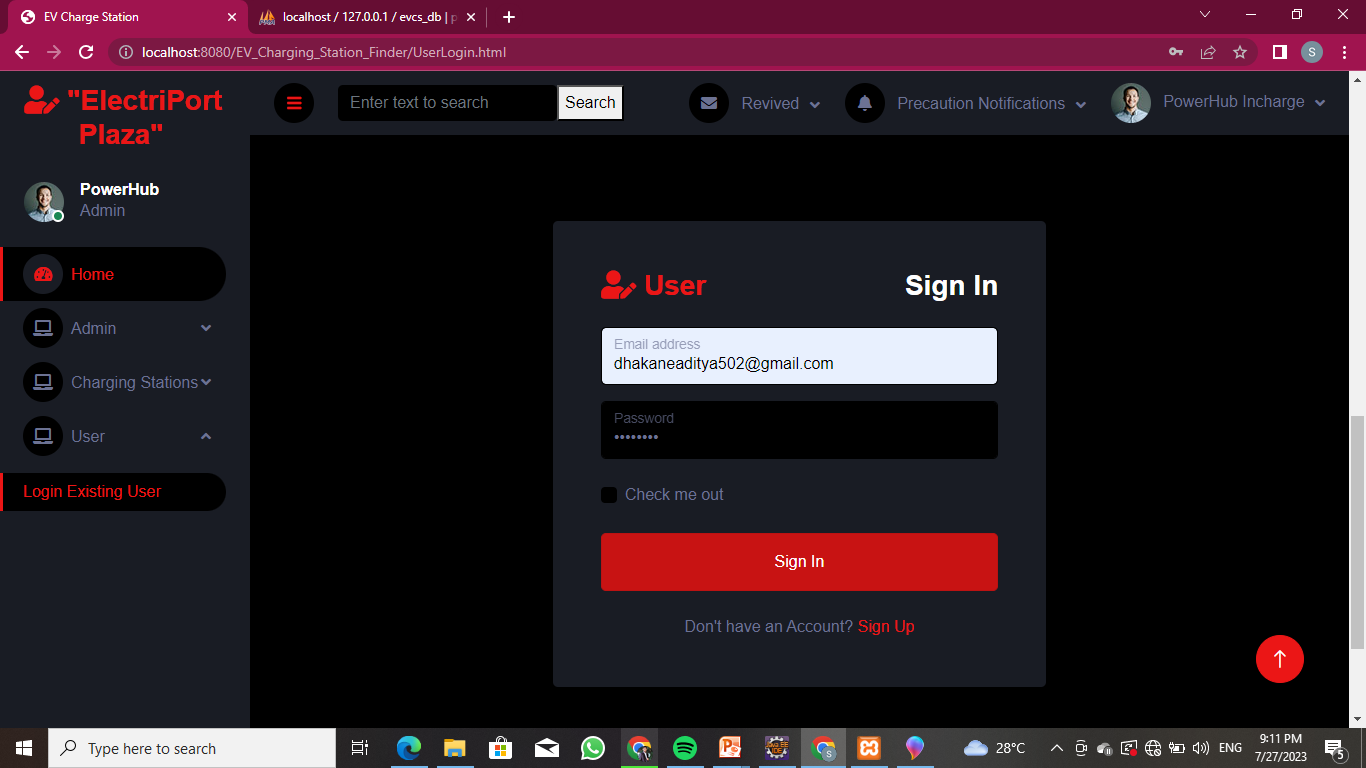 EV Charge Station
localhost / 127.0.0.1 / evcs_db | p
localhost:8080/EV_Charging_Station_Finder/UserLogin.html
S
"ElectriPort
Plaza"
Enter text to search
Search
Revived
Precaution Notifications
PowerHub Incharge
PowerHub
Admin
Home
Admin
Charging Stations
User
Login Existing User
User
Sign In
Email address
dhakaneaditya502@gmail.com
Password
Check me out
Sign In
Don't have an Account? Sign Up
Type here to search
28°C
ENG
9:11 PM
7/27/2023
5